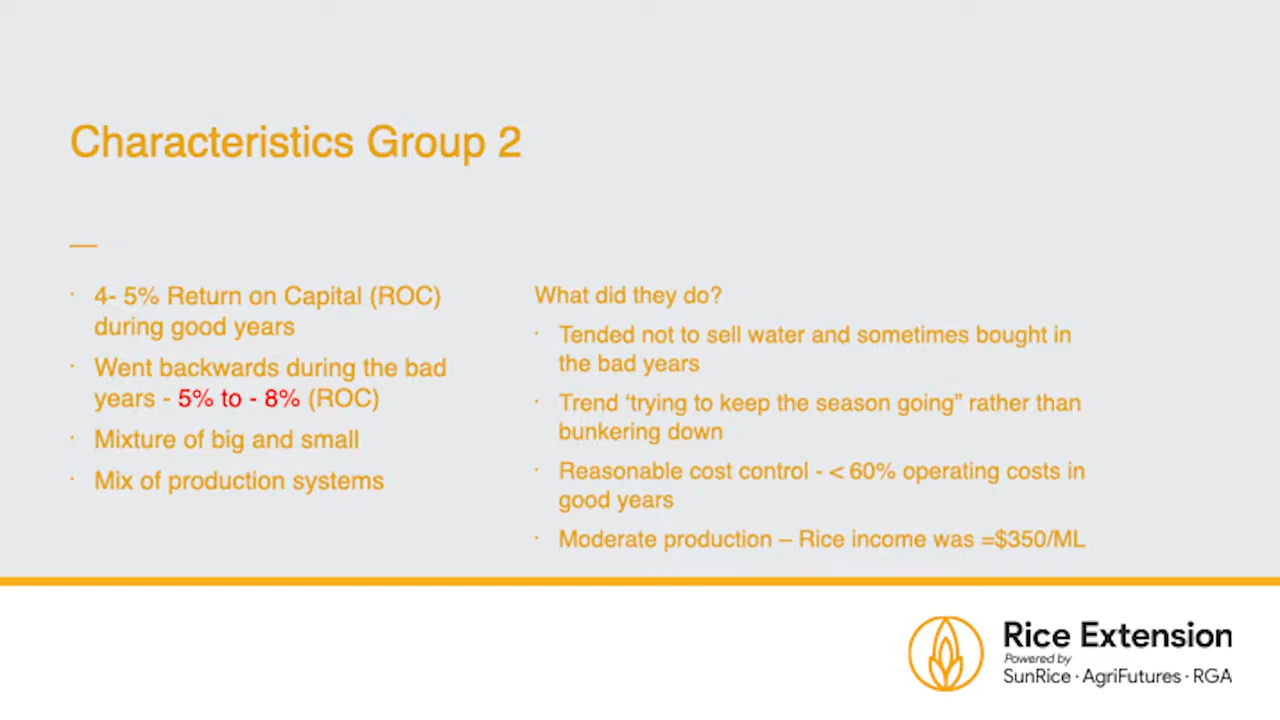 Characteristics Group 2
· 4- 5% Return on Capital (ROC)
during good years
· Went backwards during the bad
years - 5% to - 8% (ROC)
· Mixture of big and small
· Mix of production systems
What did they do?
· Tended not to sell water and sometimes bought in
the bad years
· Trend ‘trying to keep the season going” rather than
bunkering down
· Reasonable cost control - < 60% operating costs in
good years
· Moderate production – Rice income was =$350/ML
Rice Extension
Powered by
SunRice · AgriFutures · RGA